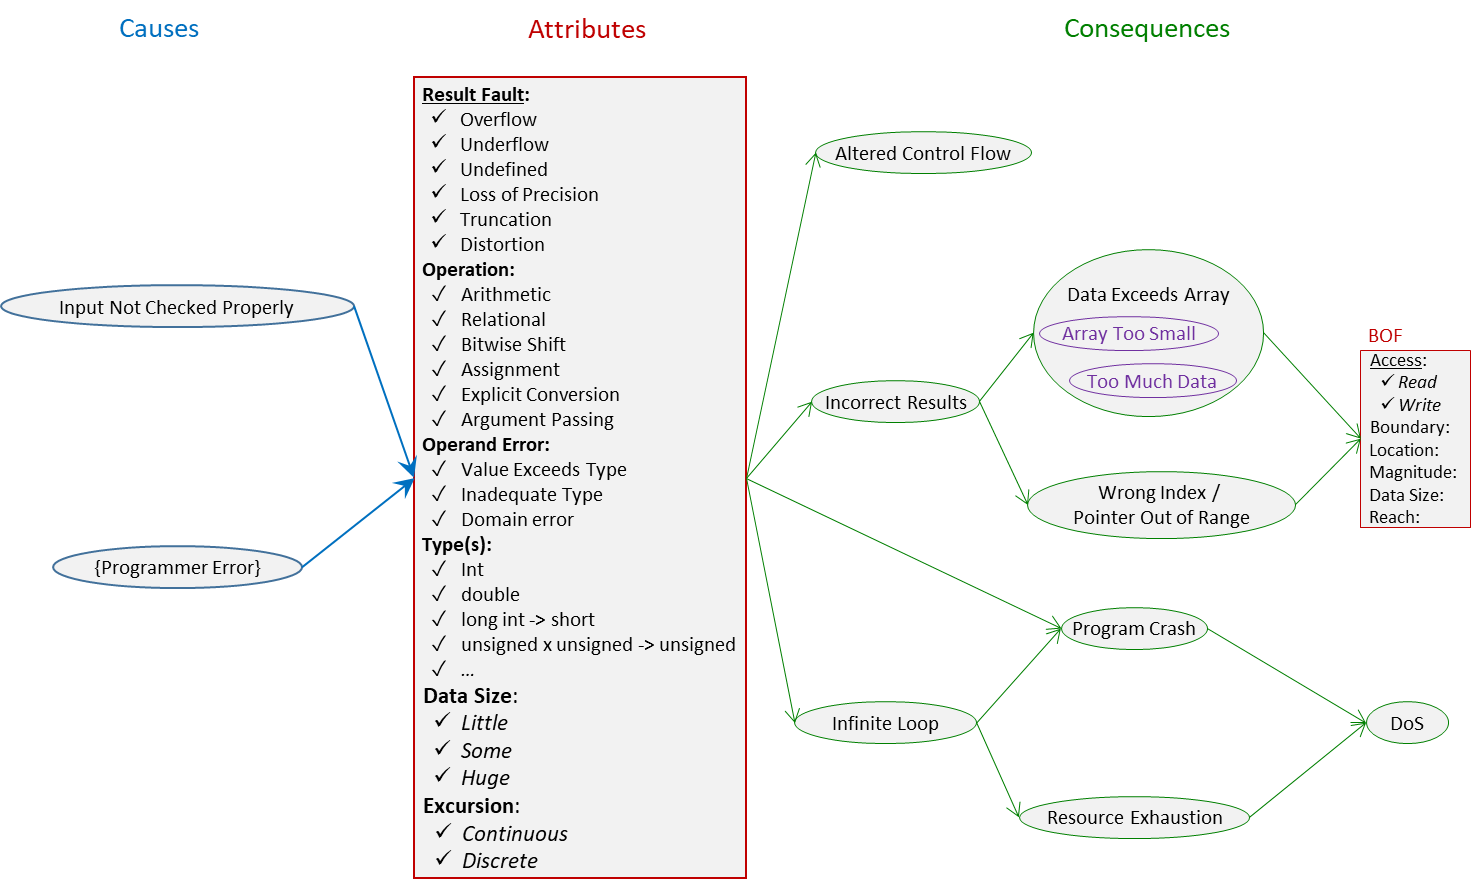 Causes
Attributes
Consequences
Input Not Checked Properly
{Programmer Error}
Result Fault:
✓ Overflow
✓ Underflow
✓ Undefined
✓ Loss of Precision
✓ Truncation
✓ Distortion
Operation:
✓ Arithmetic
✓ Relational
✓ Bitwise Shift
✓ Assignment
✓ Explicit Conversion
✓ Argument Passing
Operand Error:
✓ Value Exceeds Type
✓ Inadequate Type
✓ Domain error
Type(s):
✓ Int
✓ double
✓ long int -> short
✓ unsigned x unsigned -> unsigned
✓ ...
Data Size:
✓ Little
✓ Some
✓ Huge
Excursion:
✓ Continuous
✓ Discrete
Altered Control Flow
Incorrect Results
Infinite Loop
Data Exceeds Array
Array Too Small
Too Much Data
Wrong Index /
Pointer Out of Range
Program Crash
Resource Exhaustion
BOF
Access:
✓ Read
✓ Write
Boundary:
Location:
Magnitude:
Data Size:
Reach:
DoS